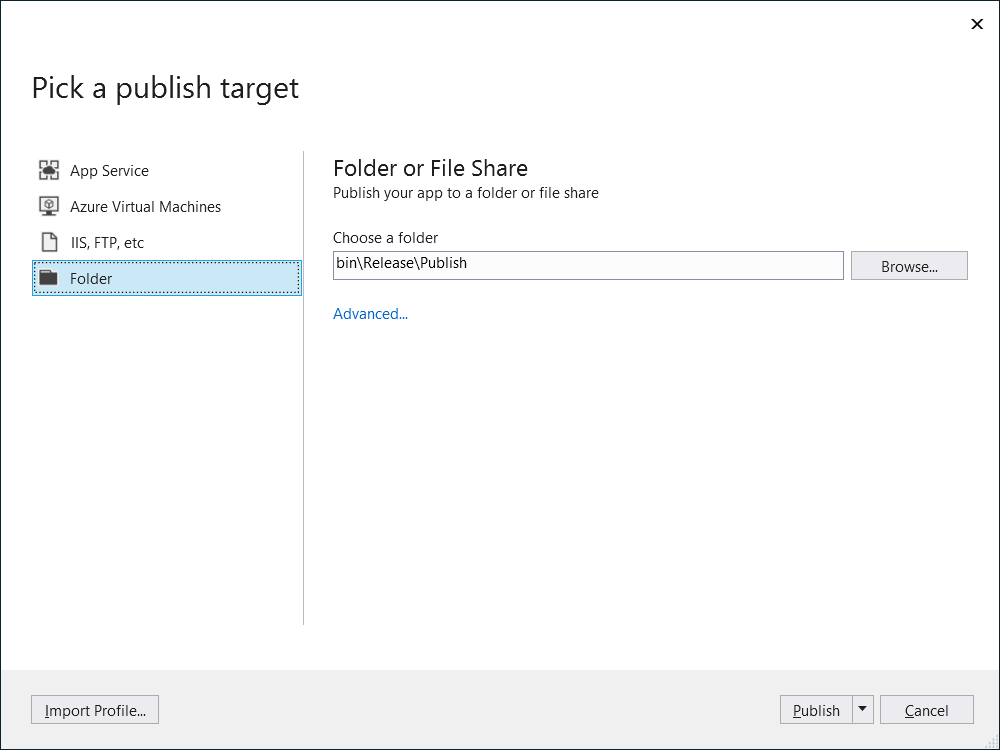 Pick a publish target
App Service
Azure Virtual Machines
IIS, FTP, etc
Folder
Folder or File Share
Publish your app to a folder or file share
Choose a folder
bin\Release\Publish
Browse...
Advanced...
Import Profile...
Publish
Cancel